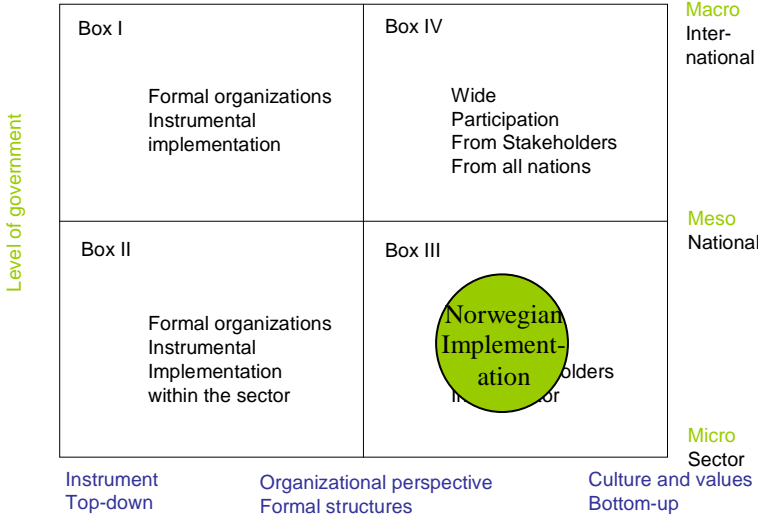 Macro
Inter-
national
Box I
Box IV
Formal organizations
Instrumental
implementation
Wide
Participation
From Stakeholders
From all nations
Level of government
Meso
National
Box II
Box III
Formal organizations
Instrumental
Implementation
within the sector
Norwegian
Implement-
ation
olders
Micro
Sector
Instrument
Top-down
Organizational perspective
Formal structures
Culture and values
Bottom-up